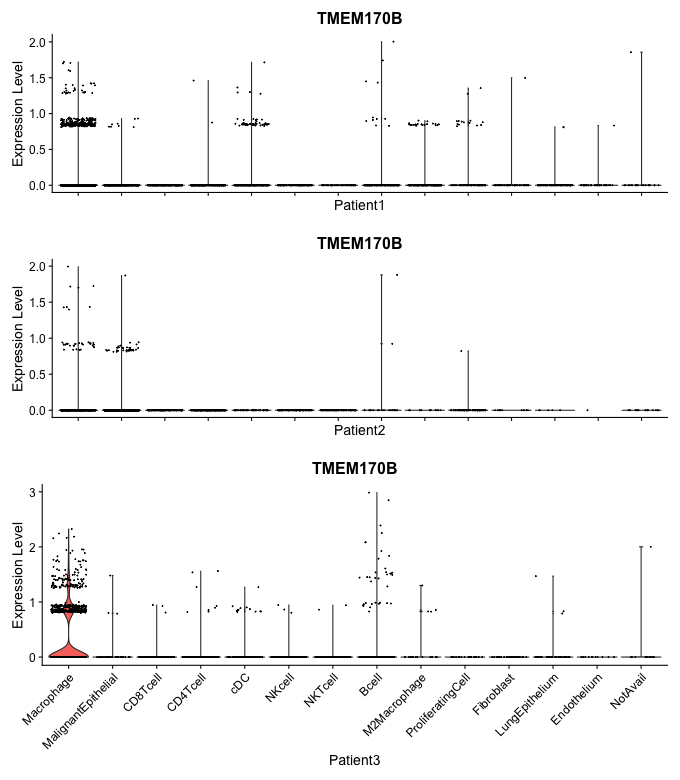 TMEM170B
Expression Level
2.0
1.5
1.0
0.5
0.0
Patient1
TMEM170B
Expression Level
2.0
1.5
1.0
0.5
0.0
Patient2
TMEM170B
Expression Level
3
2
1
0
Macrophage
MalignantEpithelial
CD8Tcell
CD4Tcell
cDC
NKcell
NKTcell
Bcell
M2Macrophage
ProliferatingCell
Fibroblast
LungEpithelium
Endothelium
NotAvail
Patient3